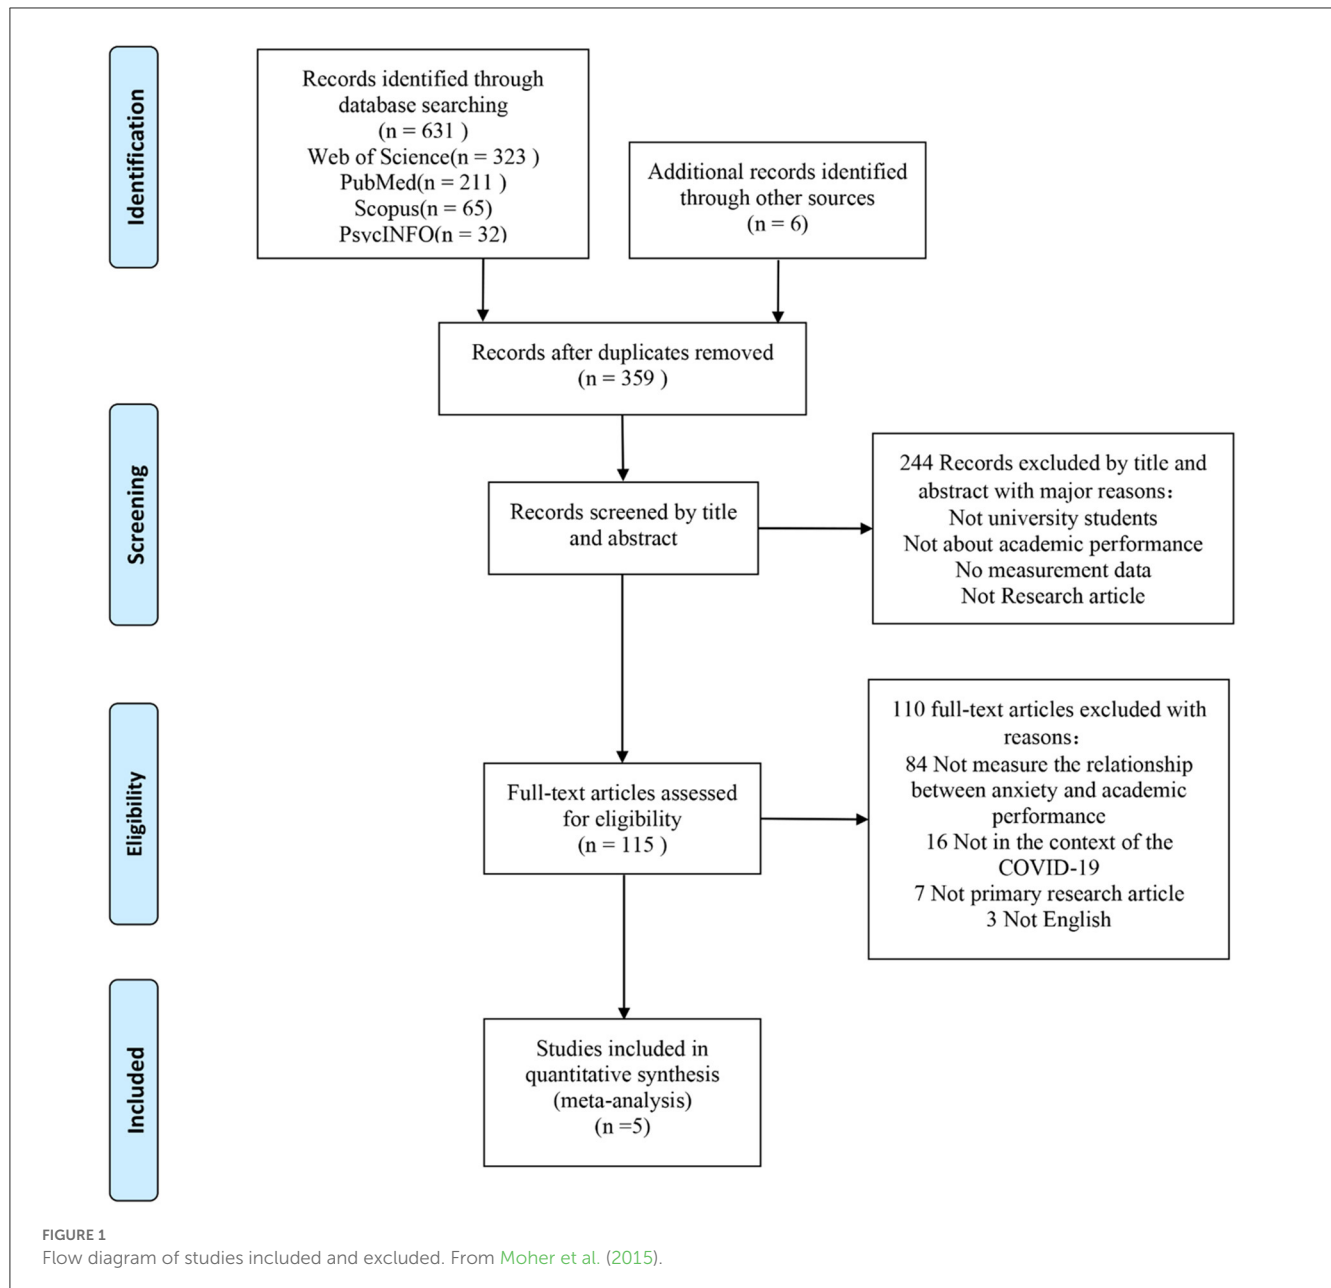 Identification
Records identified through
database searching
(n = 631 )
Web of Science(n = 323 )
PubMed(n = 211 )
Scopus(n = 65)
PsycINFO(n = 32)
Additional records identified
through other sources
(n = 6)
Records after duplicates removed
(n = 359 )
Screening
Records screened by title
and abstract
244 Records excluded by title and
abstract with major reasons：
Not university students
Not about academic performance
No measurement data
Not Research article
Eligibility
Full-text articles assessed
for eligibility
(n = 115 )
110 full-text articles excluded with
reasons：
84 Not measure the relationship
between anxiety and academic
performance
16 Not in the context of the
COVID-19
7 Not primary research article
3 Not English
Included
Studies included in
quantitative synthesis
(meta-analysis)
(n =5)
FIGURE 1
Flow diagram of studies included and excluded. From Moher et al. (2015).